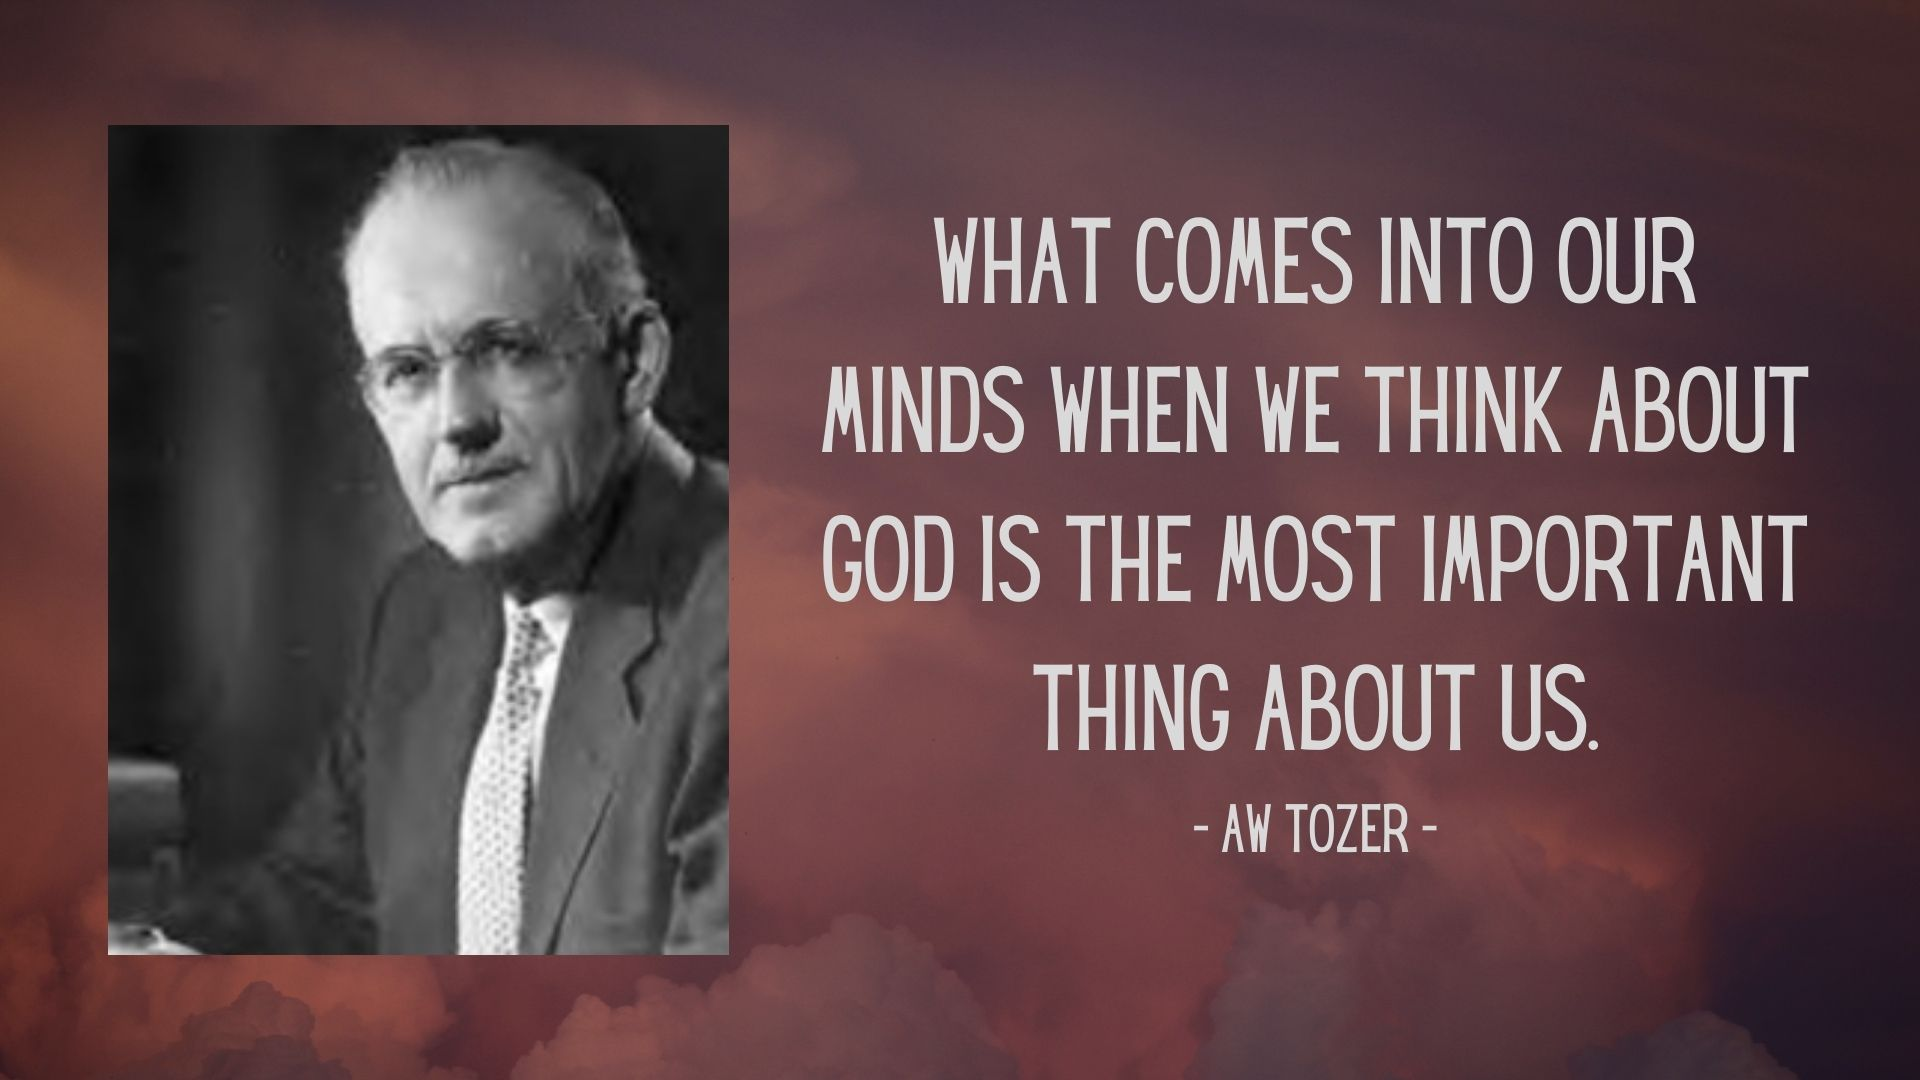 WHAT COMES INTO OUR
MINDS WHEN WE THINK ABOUT
GOD IS THE MOST IMPORTANT
THING ABOUT US.
- AW TOZER -